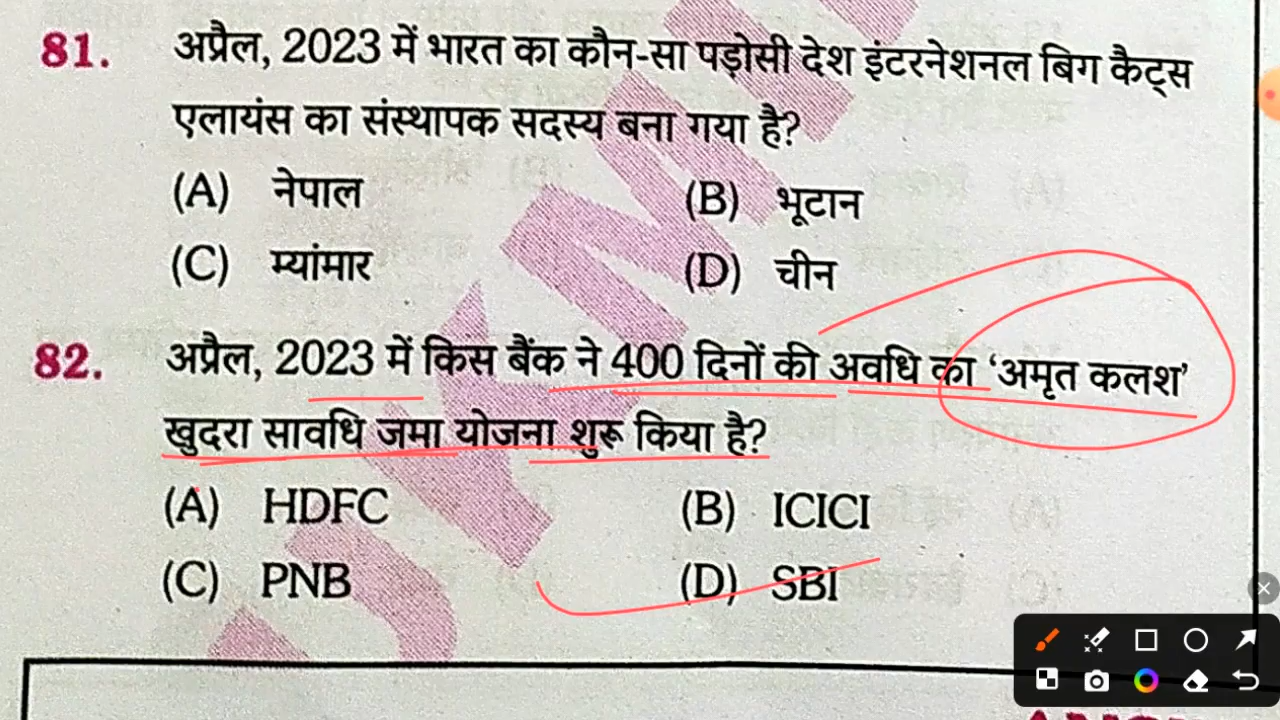 81. अप्रैल, 2023 में भारत का कौन-सा पड़ोसी देश इंटरनेशनल बिग कैट्स
एलायंस का संस्थापक सदस्य बना गया है?
(A) नेपाल (B) भूटान
(C) म्यांमार (D) चीन
82. अप्रैल, 2023 में किस बैंक ने 400 दिनों की अवधि का ‘अमृत कलश’
खुदरा सावधि जमा योजना शुरू किया है?
(A) HDFC (B) ICICI
(C) PNB (D) SBI